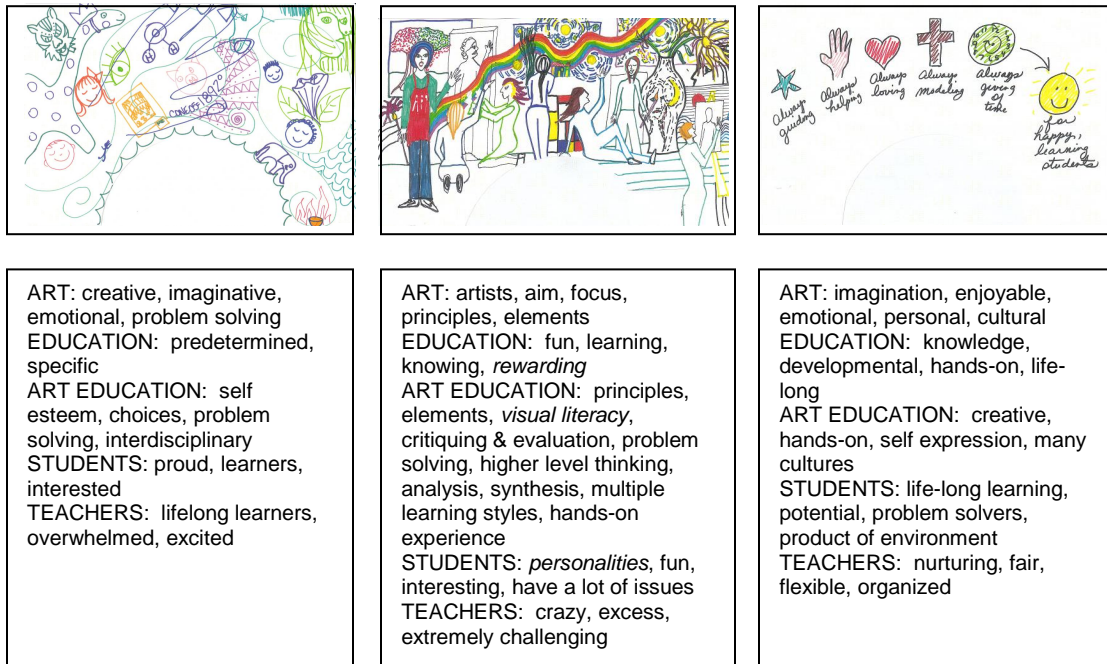 Always guiding
Always helping
Always loving
Always modeling
Always giving of time
for happy, learning students
ART: creative, imaginative,
emotional, problem solving
EDUCATION: predetermined,
specific
ART EDUCATION: self
esteem, choices, problem
solving, interdisciplinary
STUDENTS: proud, learners,
interested
TEACHERS: lifelong learners,
overwhelmed, excited
ART: artists, aim, focus,
principles, elements
EDUCATION: fun, learning,
knowing, rewarding
ART EDUCATION: principles,
elements, visual literacy,
critiquing & evaluation, problem
solving, higher level thinking,
analysis, synthesis, multiple
learning styles, hands-on
experience
STUDENTS: personalities, fun,
interesting, have a lot of issues
TEACHERS: crazy, excess,
extremely challenging
ART: imagination, enjoyable,
emotional, personal, cultural
EDUCATION: knowledge,
developmental, hands-on, life-
long
ART EDUCATION: creative,
hands-on, self expression, many
cultures
STUDENTS: life-long learning,
potential, problem solvers,
product of environment
TEACHERS: nurturing, fair,
flexible, organized